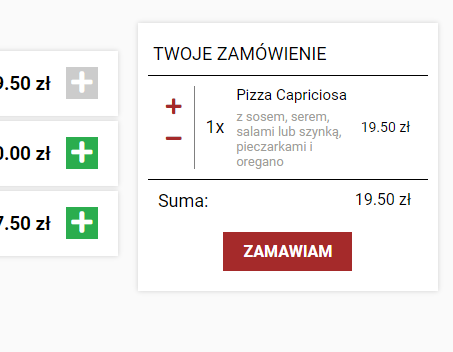 TWOJE ZAMÓWIENIE
9.50 zł
0.00 zł
7.50 zł
1x
Pizza Capriciosa
z sosem, serem,
salami lub szynką,
pieczarkami i
oregano
19.50 zł
Suma: 19.50 zł
ZAMAWIAM